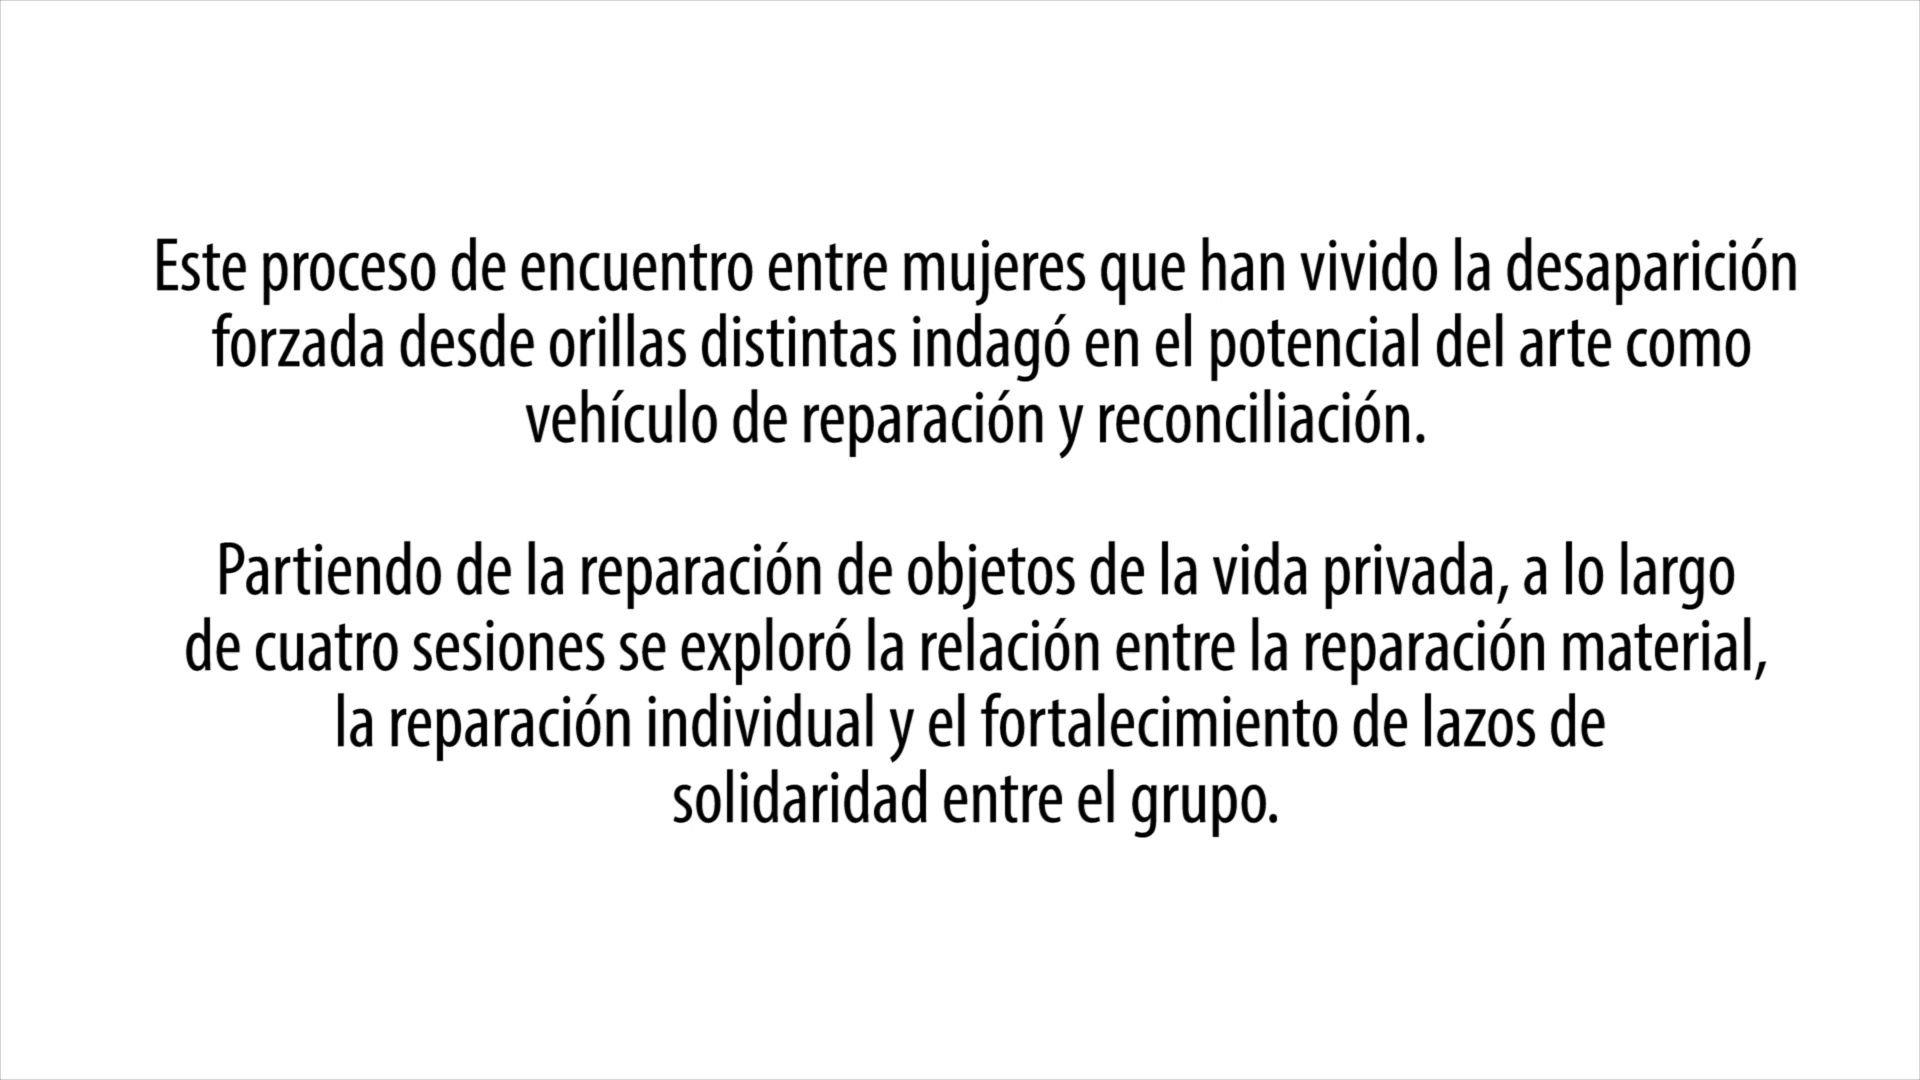 Este proceso de encuentro entre mujeres que han vivido la desaparición
forzada desde orillas distintas indagó en el potencial del arte como
vehículo de reparación y reconciliación.
Partiendo de la reparación de objetos de la vida privada, a lo largo
de cuatro sesiones se exploró la relación entre la reparación material,
la reparación individual y el fortalecimiento de lazos de
solidaridad entre el grupo.